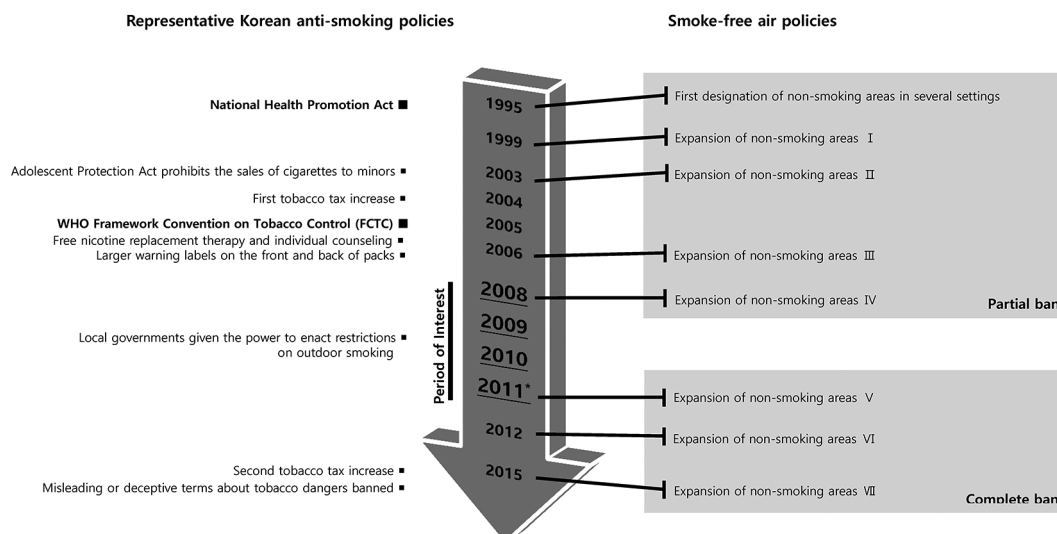 Representative Korean anti-smoking policies
Smoke-free air policies
National Health Promotion Act ■
Adolescent Protection Act prohibits the sales of cigarettes to minors ▪
First tobacco tax increase ▪
WHO Framework Convention on Tobacco Control (FCTC) ■
Free nicotine replacement therapy and individual counseling ▪
Larger warning labels on the front and back of packs ▪
Local governments given the power to enact restrictions ▪
on outdoor smoking
Second tobacco tax increase ▪
Misleading or deceptive terms about tobacco dangers banned ▪
Period of Interest
1995
1999
2003
2004
2005
2006
2008
2009
2010
2011*
2012
2015
First designation of non-smoking areas in several settings
Expansion of non-smoking areas Ⅰ
Expansion of non-smoking areas Ⅱ
Expansion of non-smoking areas Ⅲ
Expansion of non-smoking areas Ⅳ
Partial ban
Expansion of non-smoking areas Ⅴ
Expansion of non-smoking areas Ⅵ
Expansion of non-smoking areas Ⅶ
Complete ban